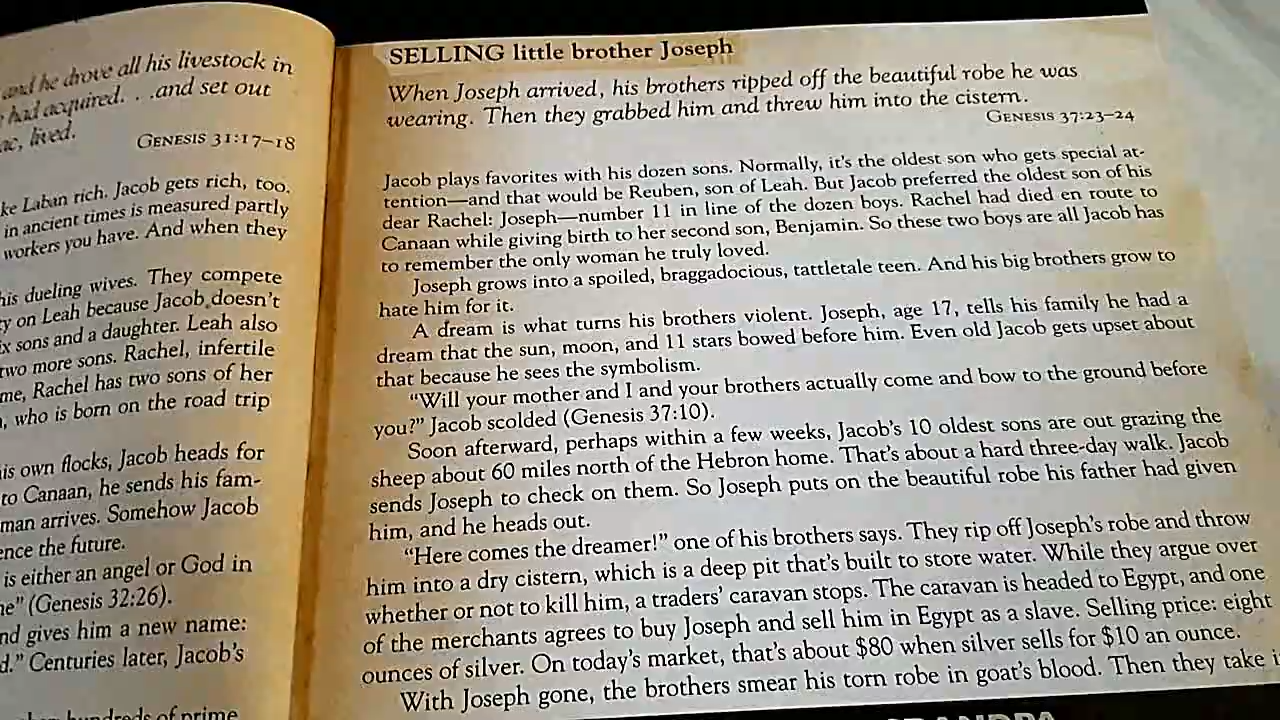 and he drove all his livestock in
had acquired. . .and set out
ac, lived.
GENESIS 31:17–18
ke Laban rich. Jacob gets rich, too.
in ancient times is measured partly
workers you have. And when they
his dueling wives. They compete
y on Leah because Jacob doesn't
ix sons and a daughter. Leah also
two more sons. Rachel, infertile
me, Rachel has two sons of her
, who is born on the road trip
is own flocks, Jacob heads for
to Canaan, he sends his fam-
man arrives. Somehow Jacob
ence the future.
is either an angel or God in
e" (Genesis 32:26).
nd gives him a new name:
d." Centuries later, Jacob's
hundreds of prime
SELLING little brother Joseph
When Joseph arrived, his brothers ripped off the beautiful robe he was
wearing. Then they grabbed him and threw him into the cistern.
GENESIS 37:23–24
Jacob plays favorites with his dozen sons. Normally, it's the oldest son who gets special at-
tention—and that would be Reuben, son of Leah. But Jacob preferred the oldest son of his
dear Rachel: Joseph—number 11 in line of the dozen boys. Rachel had died en route to
Canaan while giving birth to her second son, Benjamin. So these two boys are all Jacob has
to remember the only woman he truly loved.
Joseph grows into a spoiled, braggadocious, tattletale teen. And his big brothers grow to
hate him for it.
A dream is what turns his brothers violent. Joseph, age 17, tells his family he had a
dream that the sun, moon, and 11 stars bowed before him. Even old Jacob gets upset about
that because he sees the symbolism.
"Will your mother and I and your brothers actually come and bow to the ground before
you?" Jacob scolded (Genesis 37:10).
Soon afterward, perhaps within a few weeks, Jacob's 10 oldest sons are out grazing the
sheep about 60 miles north of the Hebron home. That's about a hard three-day walk. Jacob
sends Joseph to check on them. So Joseph puts on the beautiful robe his father had given
him, and he heads out.
"Here comes the dreamer!" one of his brothers says. They rip off Joseph's robe and throw
him into a dry cistern, which is a deep pit that's built to store water. While they argue over
whether or not to kill him, a traders' caravan stops. The caravan is headed to Egypt, and one
of the merchants agrees to buy Joseph and sell him in Egypt as a slave. Selling price: eight
ounces of silver. On today's market, that's about $80 when silver sells for $10 an ounce.
With Joseph gone, the brothers smear his torn robe in goat's blood. Then they take